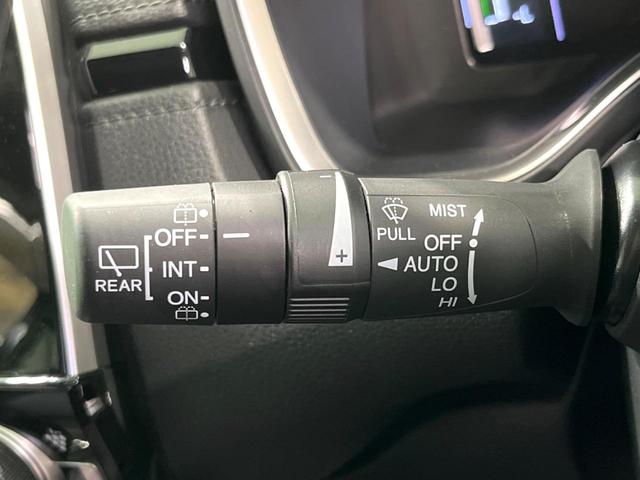 REAR
OFF
INT
ON
−
+
PULL
MIST
OFF
AUTO
LO
HI